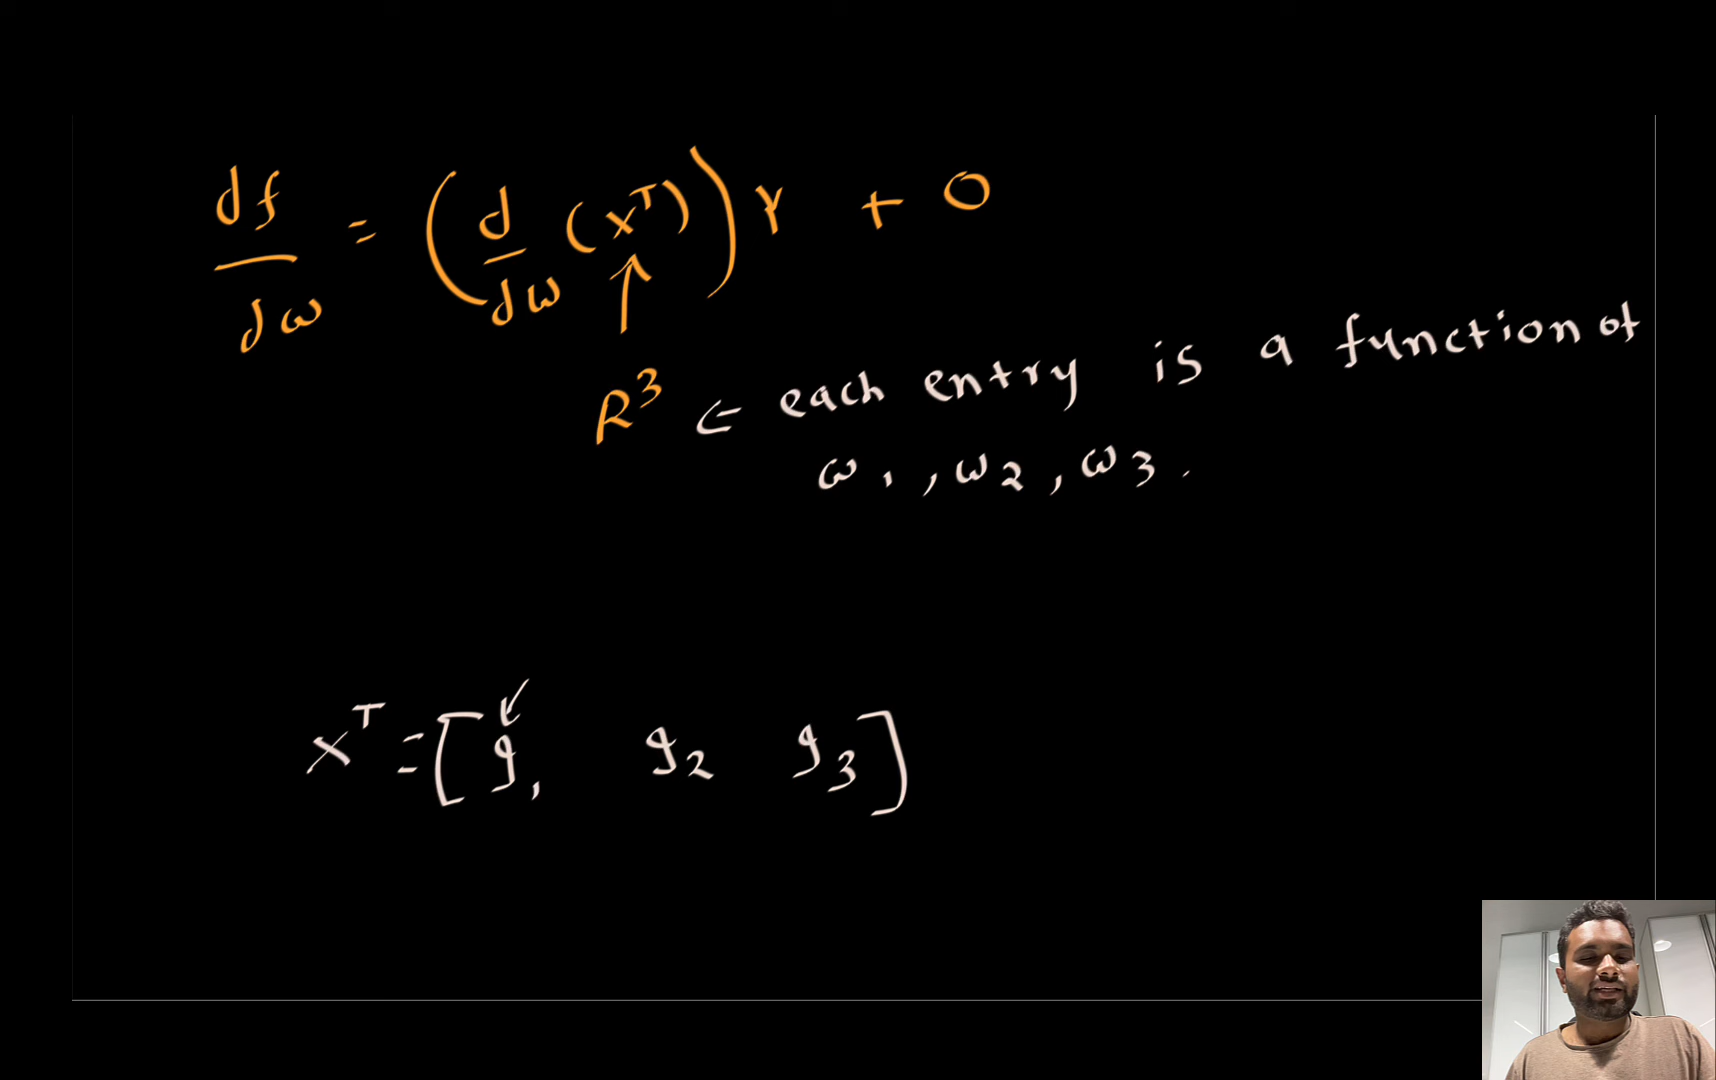 df/dω = (d/dω (x^T)) r + 0
R^3 ← each entry is a function of
ω1, ω2, ω3.
x^T = [g1 g2 g3]